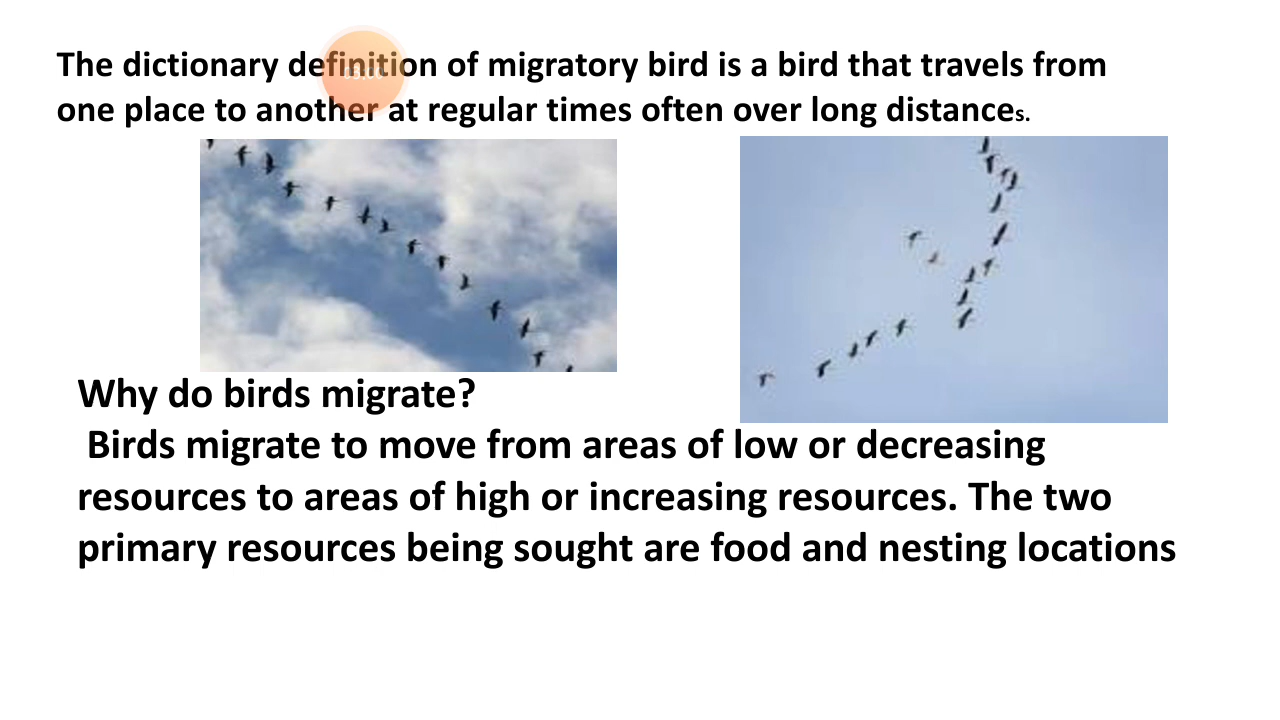 The dictionary definition of migratory bird is a bird that travels from
one place to another at regular times often over long distances.
Why do birds migrate?
Birds migrate to move from areas of low or decreasing
resources to areas of high or increasing resources. The two
primary resources being sought are food and nesting locations